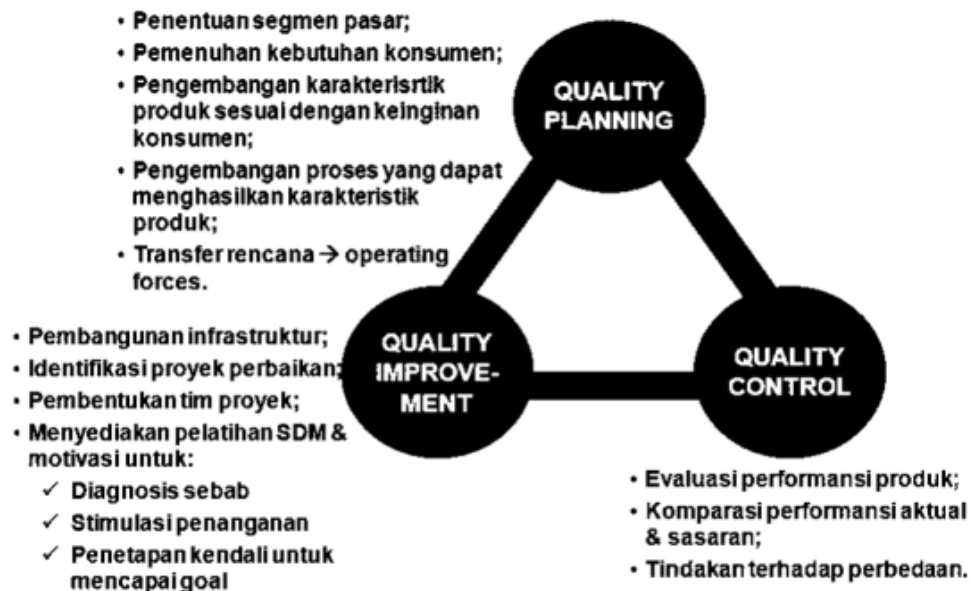 • Penentuan segmen pasar;
• Pemenuhan kebutuhan konsumen;
• Pengembangan karakterisrtik
produk sesuai dengan keinginan
konsumen;
• Pengembangan proses yang dapat
menghasilkan karakteristik
produk;
• Transfer rencana → operating
forces.
QUALITY
PLANNING
• Pembangunan infrastruktur;
• Identifikasi proyek perbaikan;
• Pembentukan tim proyek;
• Menyediakan pelatihan SDM &
motivasi untuk:
✓ Diagnosis sebab
✓ Stimulasi penanganan
✓ Penetapan kendali untuk
mencapai goal
QUALITY
IMPROVE-
MENT
QUALITY
CONTROL
• Evaluasi performansi produk;
• Komparasi performansi aktual
& sasaran;
• Tindakan terhadap perbedaan.